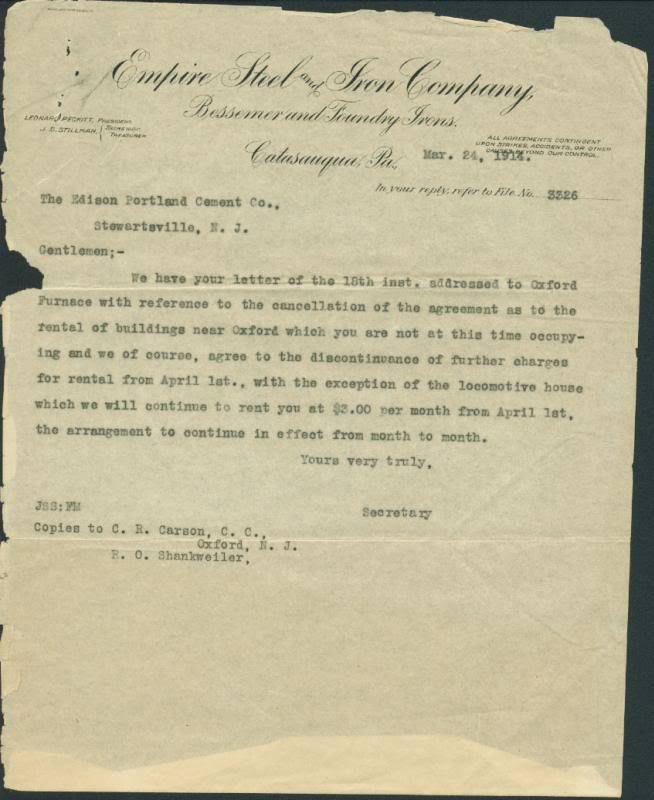 Empire Steel and Iron Company,
Bessemer and Foundry Irons.
LEONARD PECKITT, PRESIDENT
J. S. STILLMAN, SECRETARY TREASURER
ALL AGREEMENTS CONTINGENT
UPON STRIKES, ACCIDENTS, OR OTHER
CAUSES BEYOND OUR CONTROL.
Catasauqua, Pa., Mar. 24, 1914.
In your reply, refer to File No. 3326
The Edison Portland Cement Co.,
Stewartsville, N. J.
Gentlemen;-
We have your letter of the 18th inst. addressed to Oxford
Furnace with reference to the cancellation of the agreement as to the
rental of buildings near Oxford which you are not at this time occupy-
ing and we of course, agree to the discontinuance of further charges
for rental from April 1st., with the exception of the locomotive house
which we will continue to rent you at $3.00 per month from April 1st,
the arrangement to continue in effect from month to month.
Yours very truly,
JSS:FM
Secretary
Copies to C. R. Carson, C. C.,
Oxford, N. J.
R. O. Shankweiler,